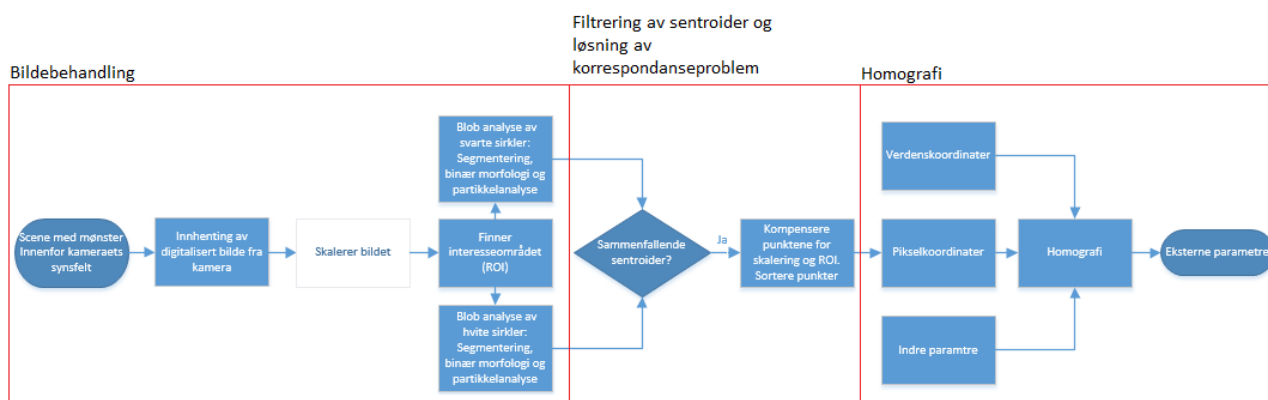 Bildebehandling
Filtrering av sentroider og
løsning av
korrespondanseproblem
Homografi
Scene med mønster
Innenfor kameraets
synsfelt
Innhenting av
digitalisert bilde fra
kamera
Skalerer bildet
Blob analyse av
svarte sirkler:
Segmentering,
binær morfologi og
partikkelanalyse
Finner
interesseområdet
(ROI)
Blob analyse av
hvite sirkler:
Segmentering,
binær morfologi og
partikkelanalyse
Sammenfallende
sentroider?
Ja
Kompensere
punktene for
skalering og ROI.
Sortere punkter
Verdenskoordinater
Pikselkoordinater
Indre paramtre
Homografi
Eksterne parametre